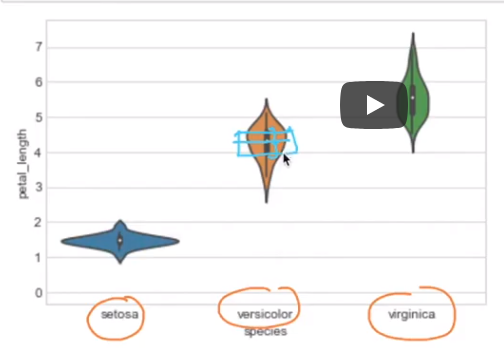 7
6
5
4
3
2
1
0
petal_length
setosa
versicolor
virginica
species